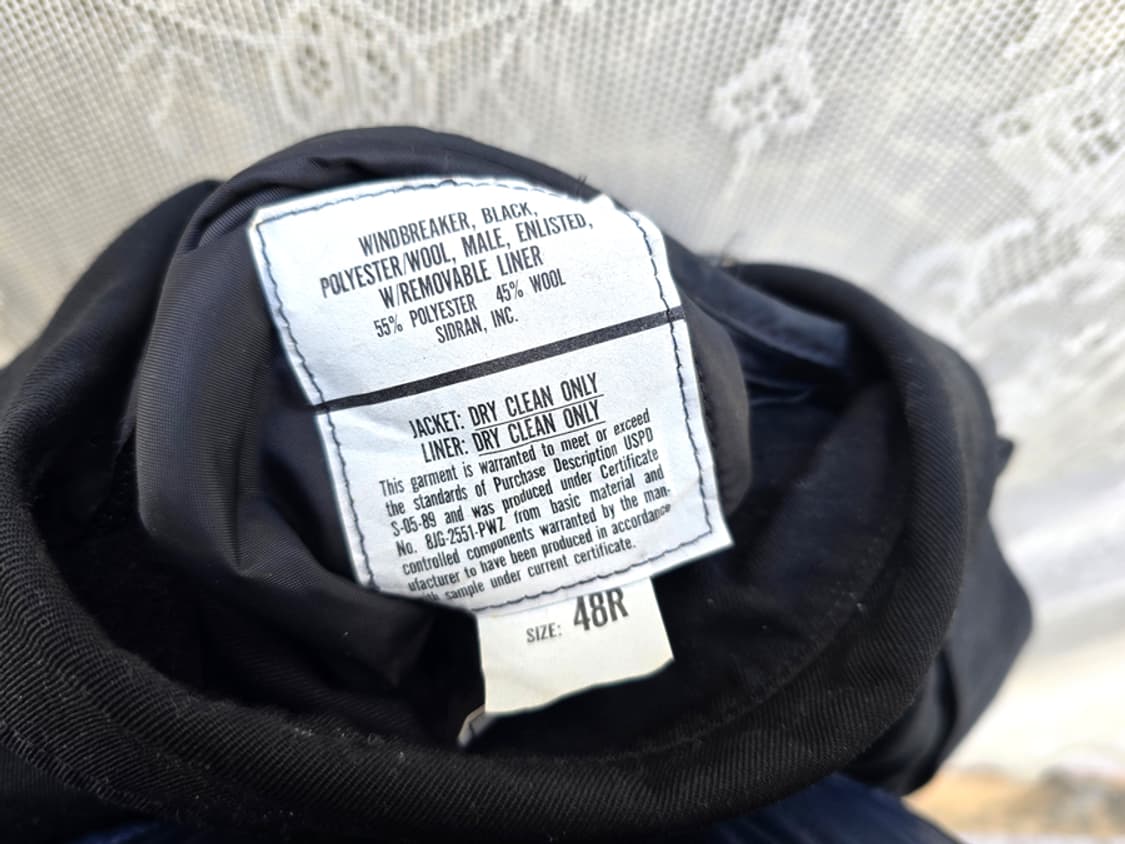 WINDBREAKER, BLACK,
POLYESTER/WOOL, MALE, ENLISTED,
W/REMOVABLE LINER
55% POLYESTER 45% WOOL
SIDRAN, INC.
JACKET: DRY CLEAN ONLY
LINER: DRY CLEAN ONLY
This garment is warranted to meet or exceed
the standards of Purchase Description USPD
S-05-89 and was produced under Certificate
No. 8JG-2551-PWZ from basic material and
controlled components warranted by the man-
ufacturer to have been produced in accordance
with sample under current certificate.
SIZE: 48R